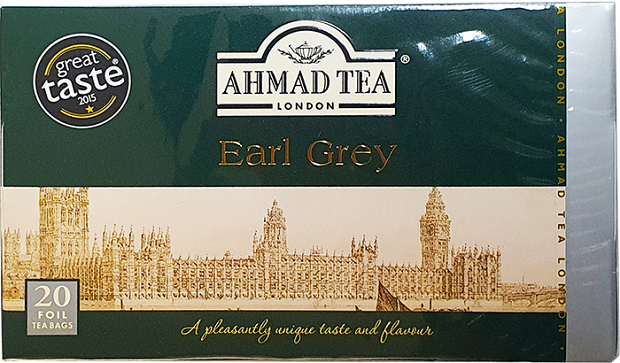 great
taste®
2015
AHMAD TEA®
LONDON
Earl Grey
20
FOIL
TEA BAGS
A pleasantly unique taste and flavour
A LONDON · AHMAD TEA LONDON ·